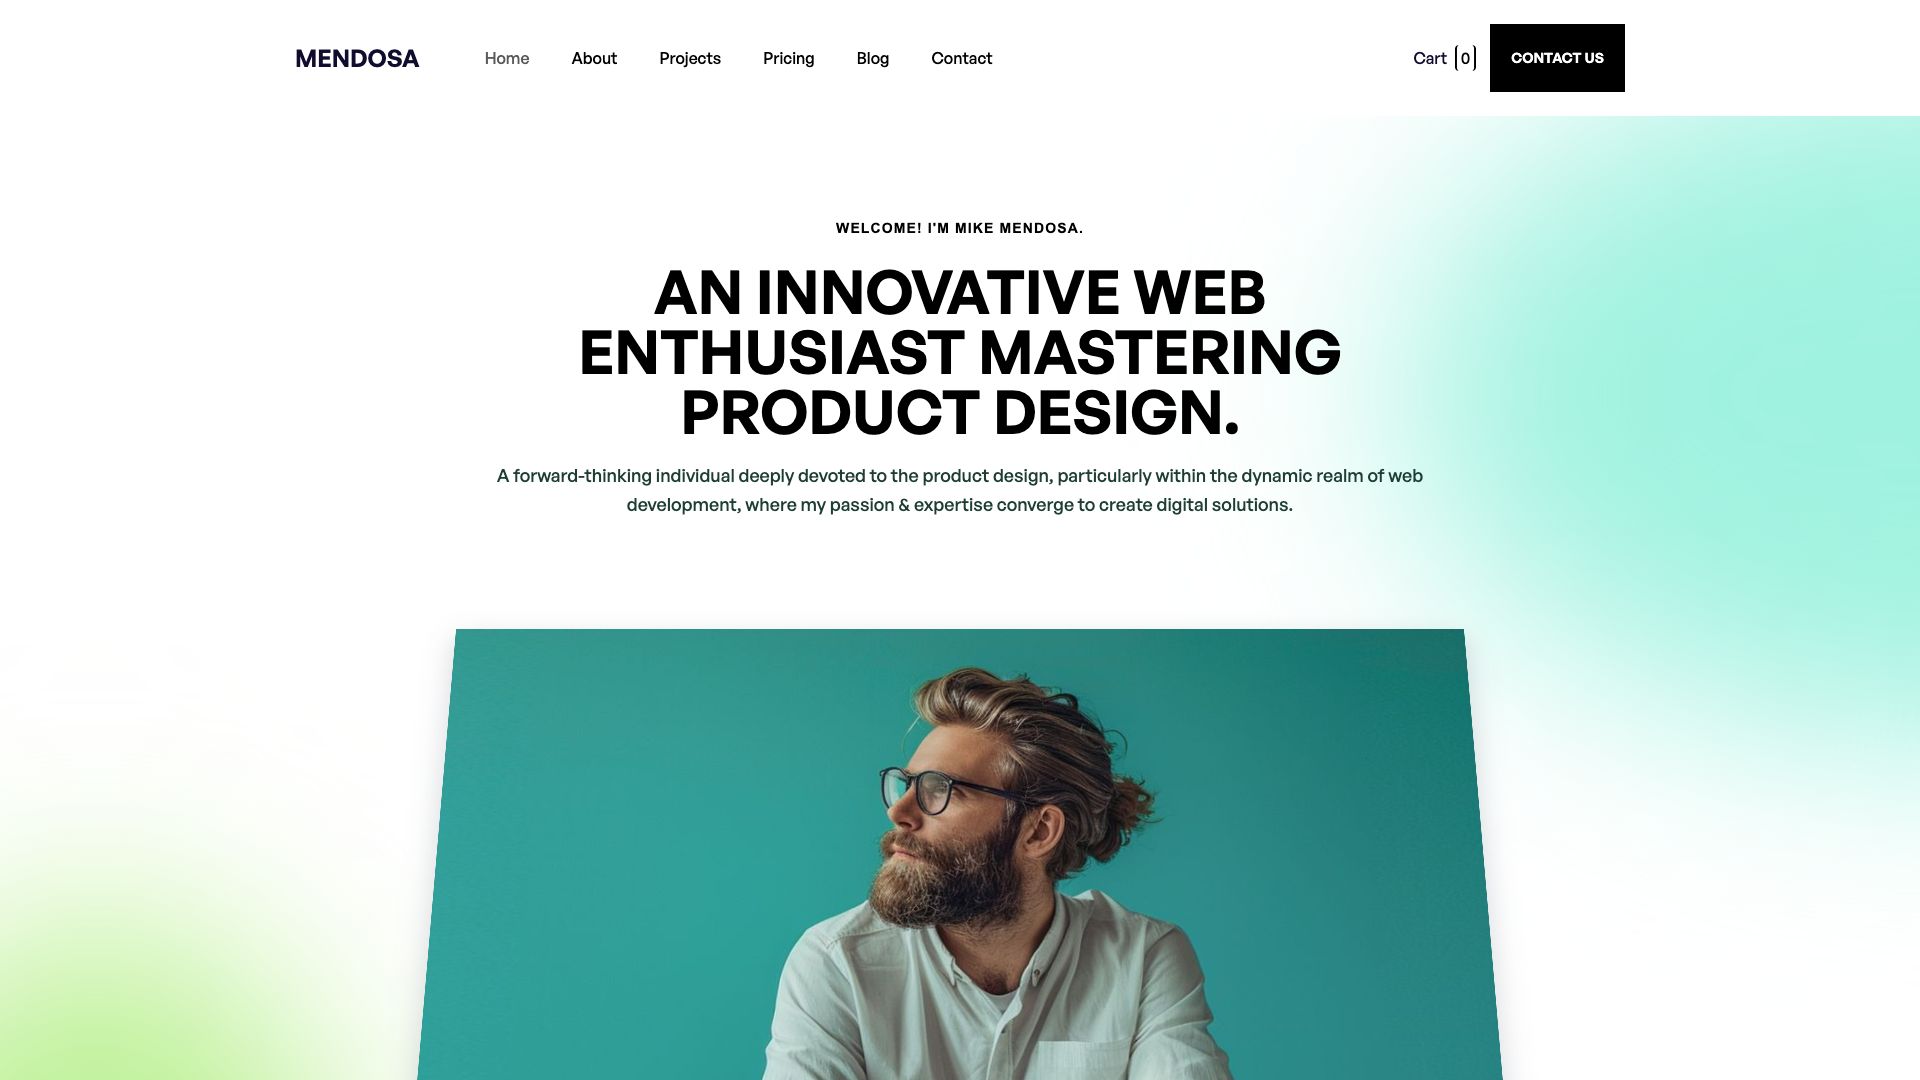 MENDOSA
Home
About
Projects
Pricing
Blog
Contact
Cart
0
CONTACT US
WELCOME! I'M MIKE MENDOSA.
AN INNOVATIVE WEB
ENTHUSIAST MASTERING
PRODUCT DESIGN.
A forward-thinking individual deeply devoted to the product design, particularly within the dynamic realm of web
development, where my passion & expertise converge to create digital solutions.